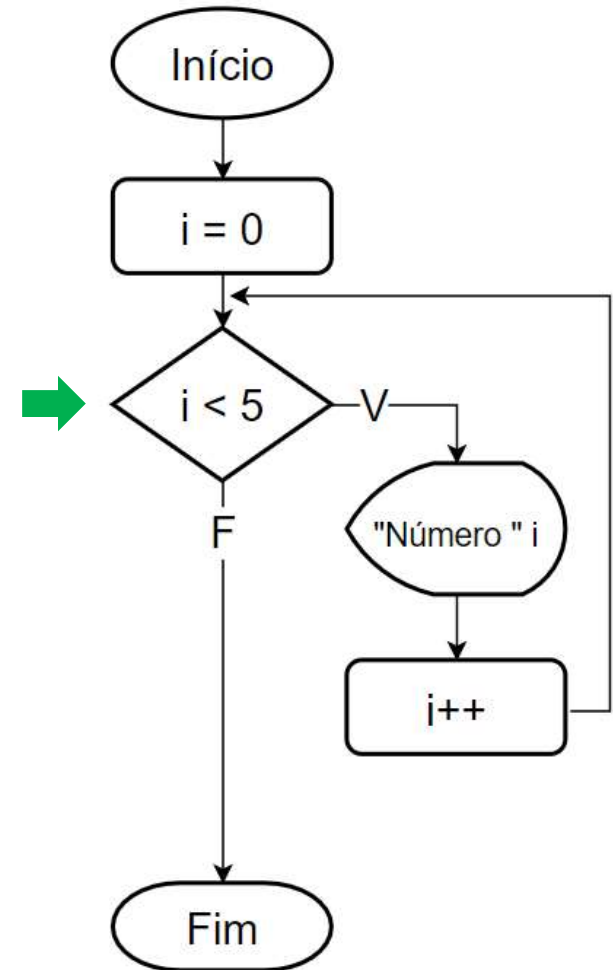 Início
i = 0
i < 5
V
F
"Número " i
i++
Fim